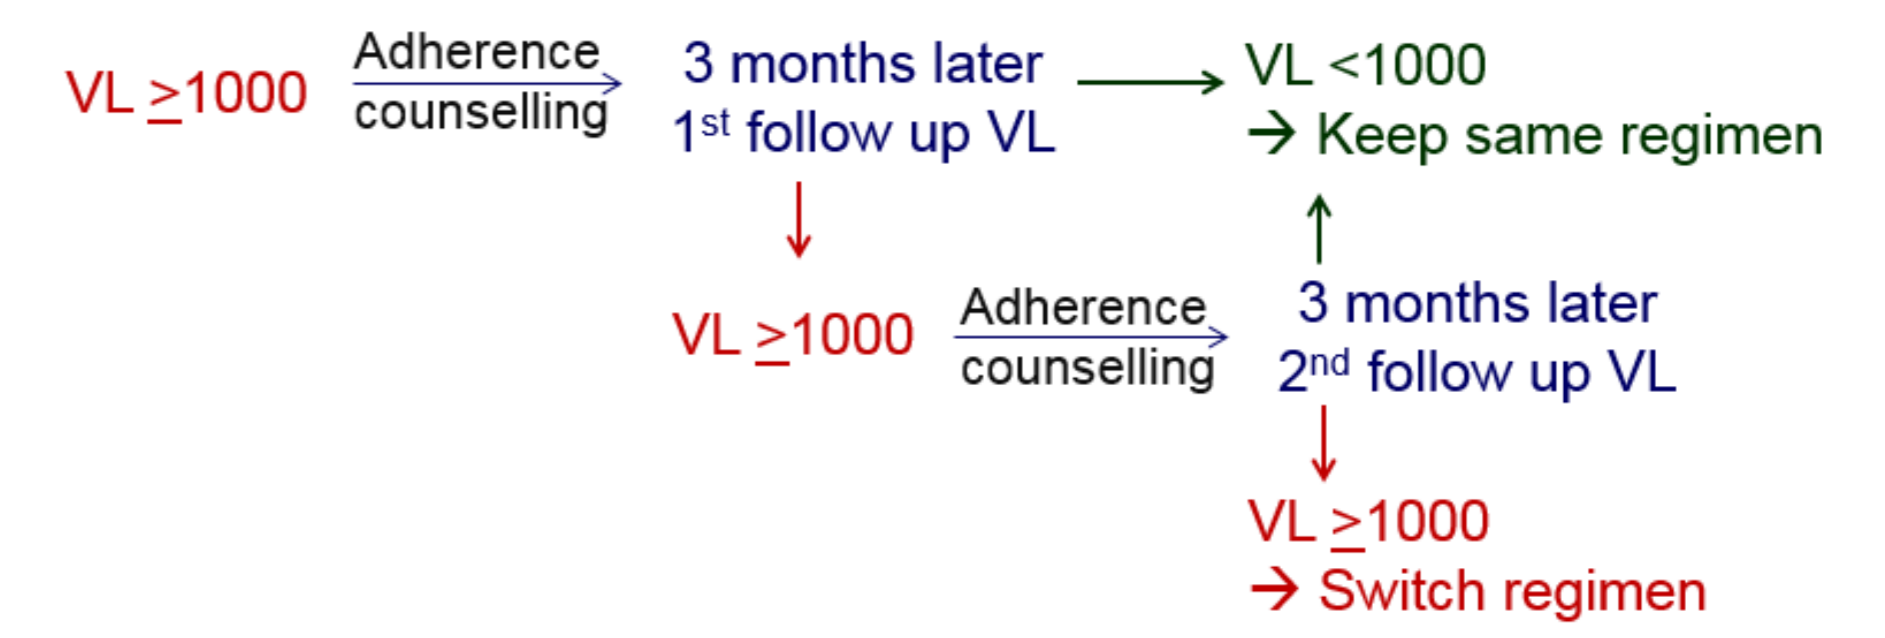 VL ≥1000
Adherence
counselling
3 months later
1st follow up VL
VL <1000
→ Keep same regimen
VL ≥1000
Adherence
counselling
3 months later
2nd follow up VL
VL ≥1000
→ Switch regimen